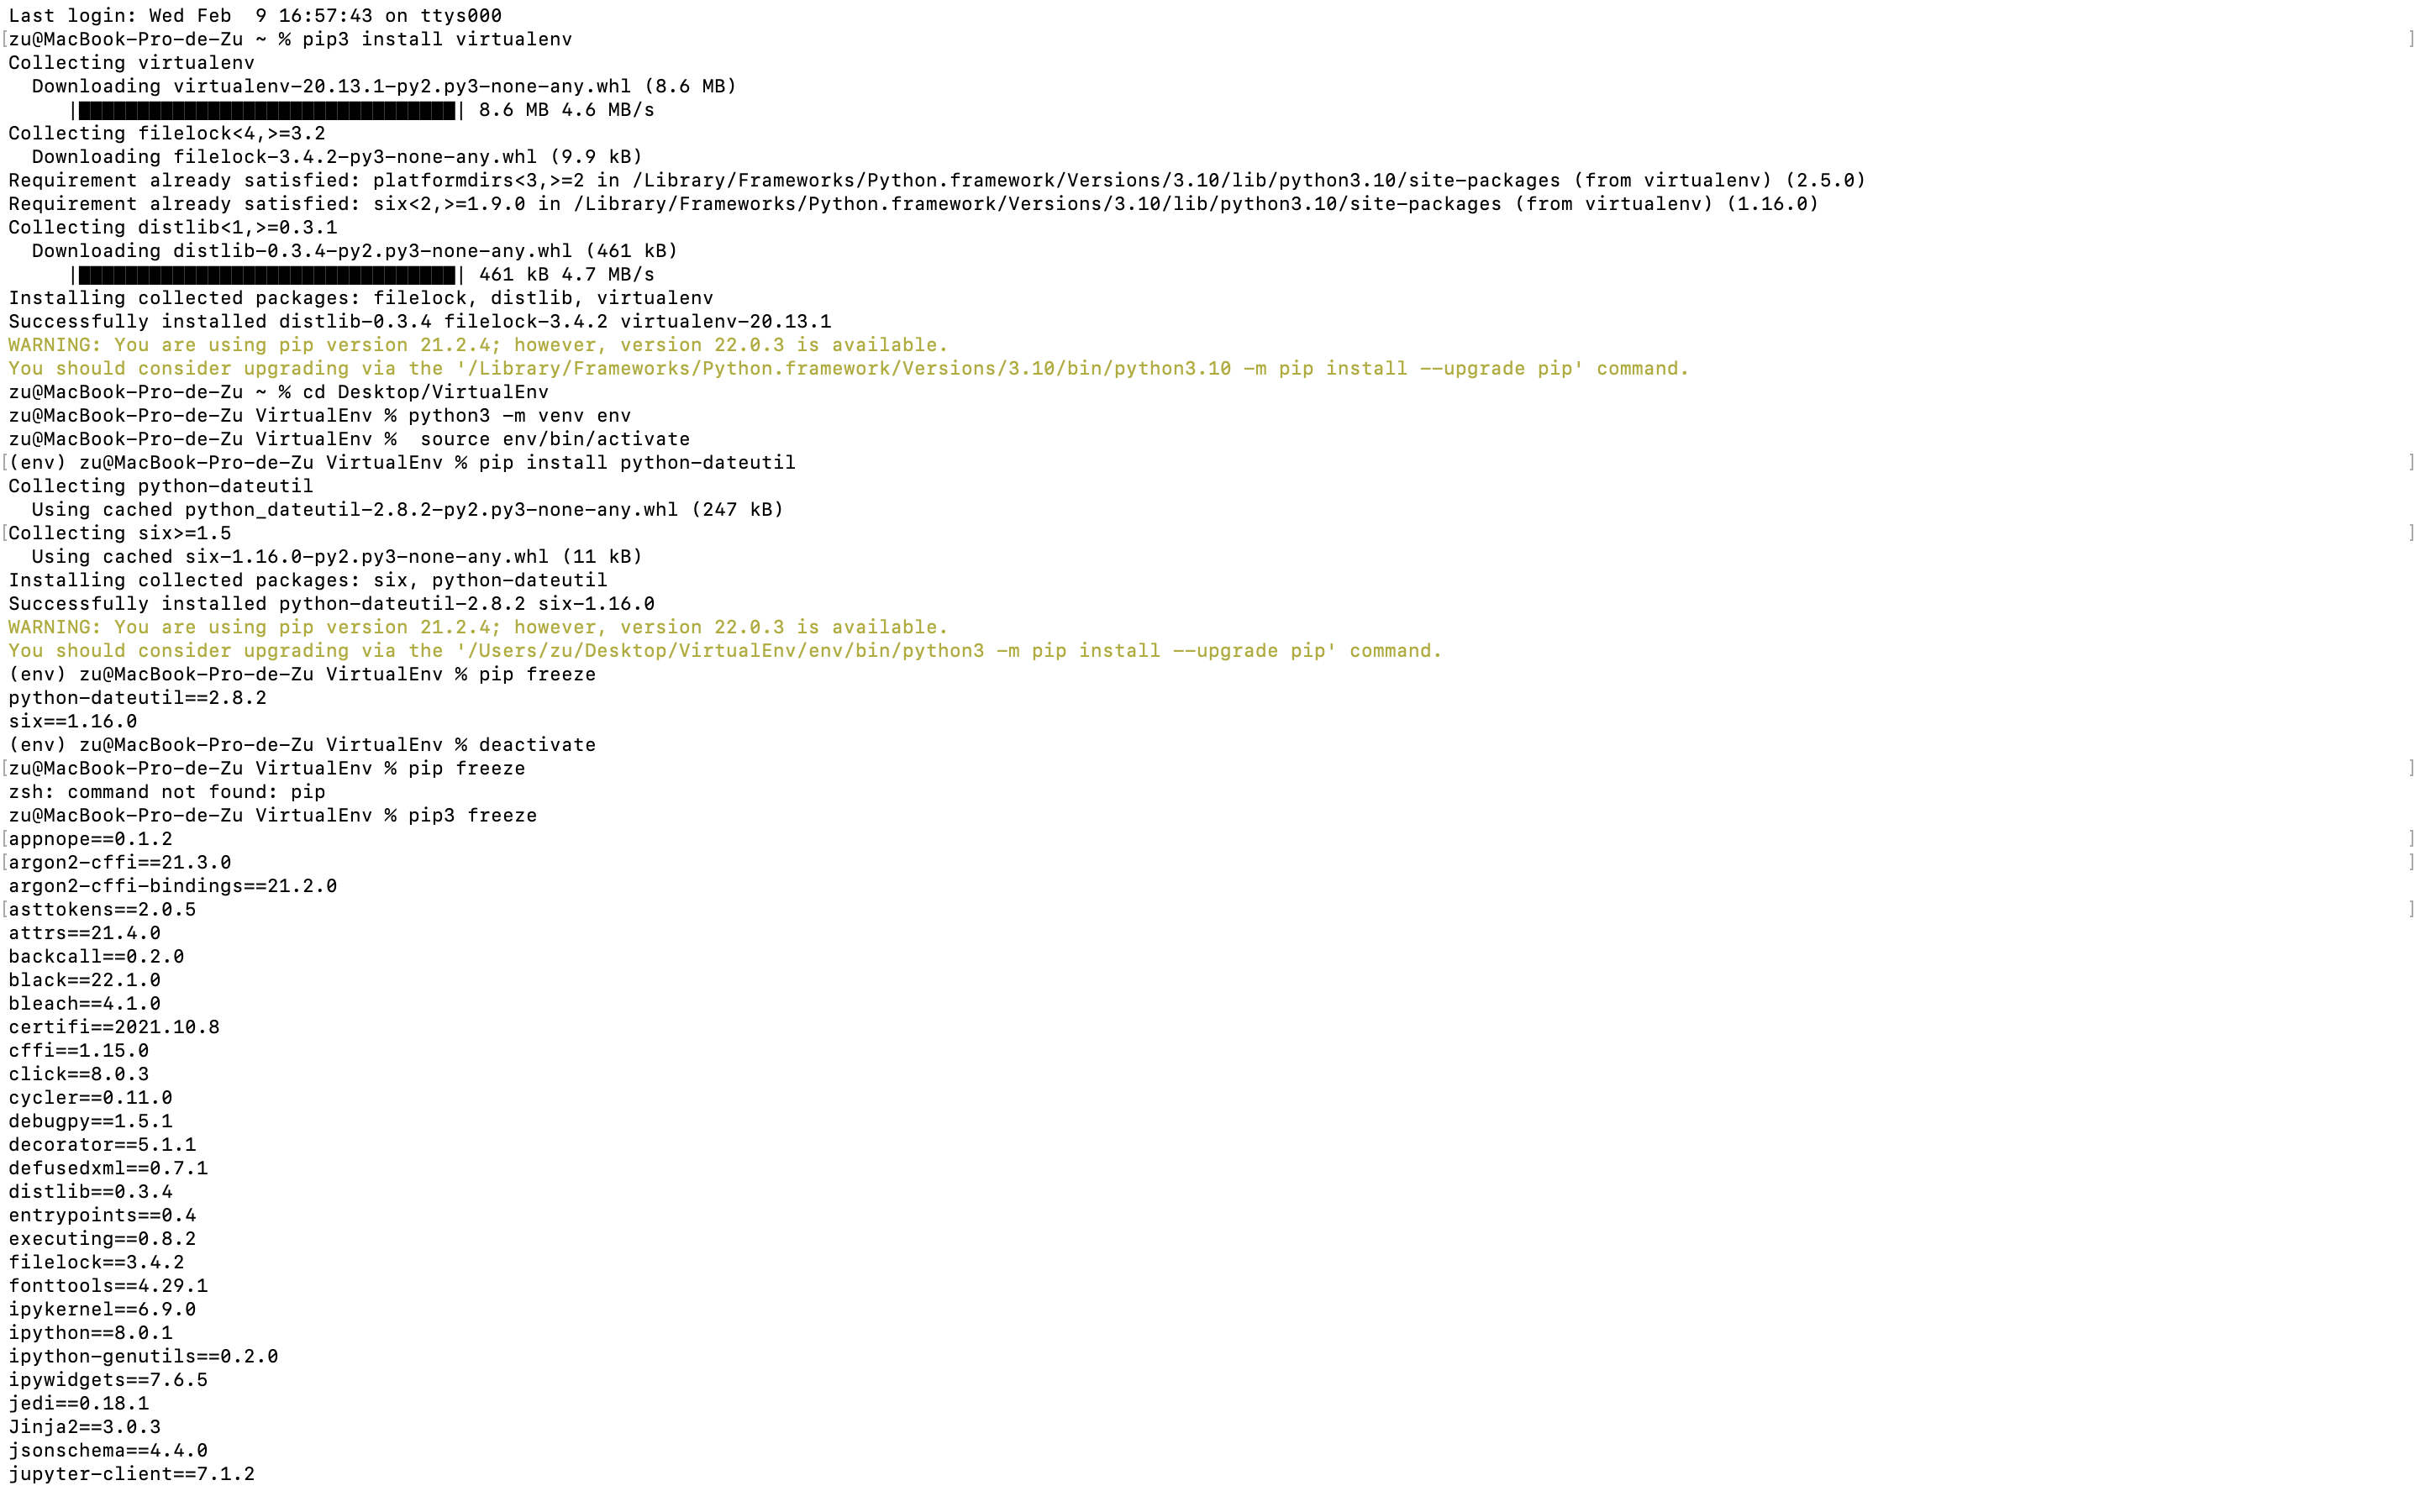 Last login: Wed Feb  9 16:57:43 on ttys000
[zu@MacBook-Pro-de-Zu ~ % pip3 install virtualenv ]
Collecting virtualenv
  Downloading virtualenv-20.13.1-py2.py3-none-any.whl (8.6 MB)
     |████████████████████████████████| 8.6 MB 4.6 MB/s
Collecting filelock<4,>=3.2
  Downloading filelock-3.4.2-py3-none-any.whl (9.9 kB)
Requirement already satisfied: platformdirs<3,>=2 in /Library/Frameworks/Python.framework/Versions/3.10/lib/python3.10/site-packages (from virtualenv) (2.5.0)
Requirement already satisfied: six<2,>=1.9.0 in /Library/Frameworks/Python.framework/Versions/3.10/lib/python3.10/site-packages (from virtualenv) (1.16.0)
Collecting distlib<1,>=0.3.1
  Downloading distlib-0.3.4-py2.py3-none-any.whl (461 kB)
     |████████████████████████████████| 461 kB 4.7 MB/s
Installing collected packages: filelock, distlib, virtualenv
Successfully installed distlib-0.3.4 filelock-3.4.2 virtualenv-20.13.1
WARNING: You are using pip version 21.2.4; however, version 22.0.3 is available.
You should consider upgrading via the '/Library/Frameworks/Python.framework/Versions/3.10/bin/python3.10 -m pip install --upgrade pip' command.
zu@MacBook-Pro-de-Zu ~ % cd Desktop/VirtualEnv
zu@MacBook-Pro-de-Zu VirtualEnv % python3 -m venv env
zu@MacBook-Pro-de-Zu VirtualEnv %  source env/bin/activate
[(env) zu@MacBook-Pro-de-Zu VirtualEnv % pip install python-dateutil ]
Collecting python-dateutil
  Using cached python_dateutil-2.8.2-py2.py3-none-any.whl (247 kB)
[Collecting six>=1.5 ]
  Using cached six-1.16.0-py2.py3-none-any.whl (11 kB)
Installing collected packages: six, python-dateutil
Successfully installed python-dateutil-2.8.2 six-1.16.0
WARNING: You are using pip version 21.2.4; however, version 22.0.3 is available.
You should consider upgrading via the '/Users/zu/Desktop/VirtualEnv/env/bin/python3 -m pip install --upgrade pip' command.
(env) zu@MacBook-Pro-de-Zu VirtualEnv % pip freeze
python-dateutil==2.8.2
six==1.16.0
(env) zu@MacBook-Pro-de-Zu VirtualEnv % deactivate
[zu@MacBook-Pro-de-Zu VirtualEnv % pip freeze ]
zsh: command not found: pip
zu@MacBook-Pro-de-Zu VirtualEnv % pip3 freeze
[appnope==0.1.2 ]
[argon2-cffi==21.3.0 ]
argon2-cffi-bindings==21.2.0
[asttokens==2.0.5 ]
attrs==21.4.0
backcall==0.2.0
black==22.1.0
bleach==4.1.0
certifi==2021.10.8
cffi==1.15.0
click==8.0.3
cycler==0.11.0
debugpy==1.5.1
decorator==5.1.1
defusedxml==0.7.1
distlib==0.3.4
entrypoints==0.4
executing==0.8.2
filelock==3.4.2
fonttools==4.29.1
ipykernel==6.9.0
ipython==8.0.1
ipython-genutils==0.2.0
ipywidgets==7.6.5
jedi==0.18.1
Jinja2==3.0.3
jsonschema==4.4.0
jupyter-client==7.1.2